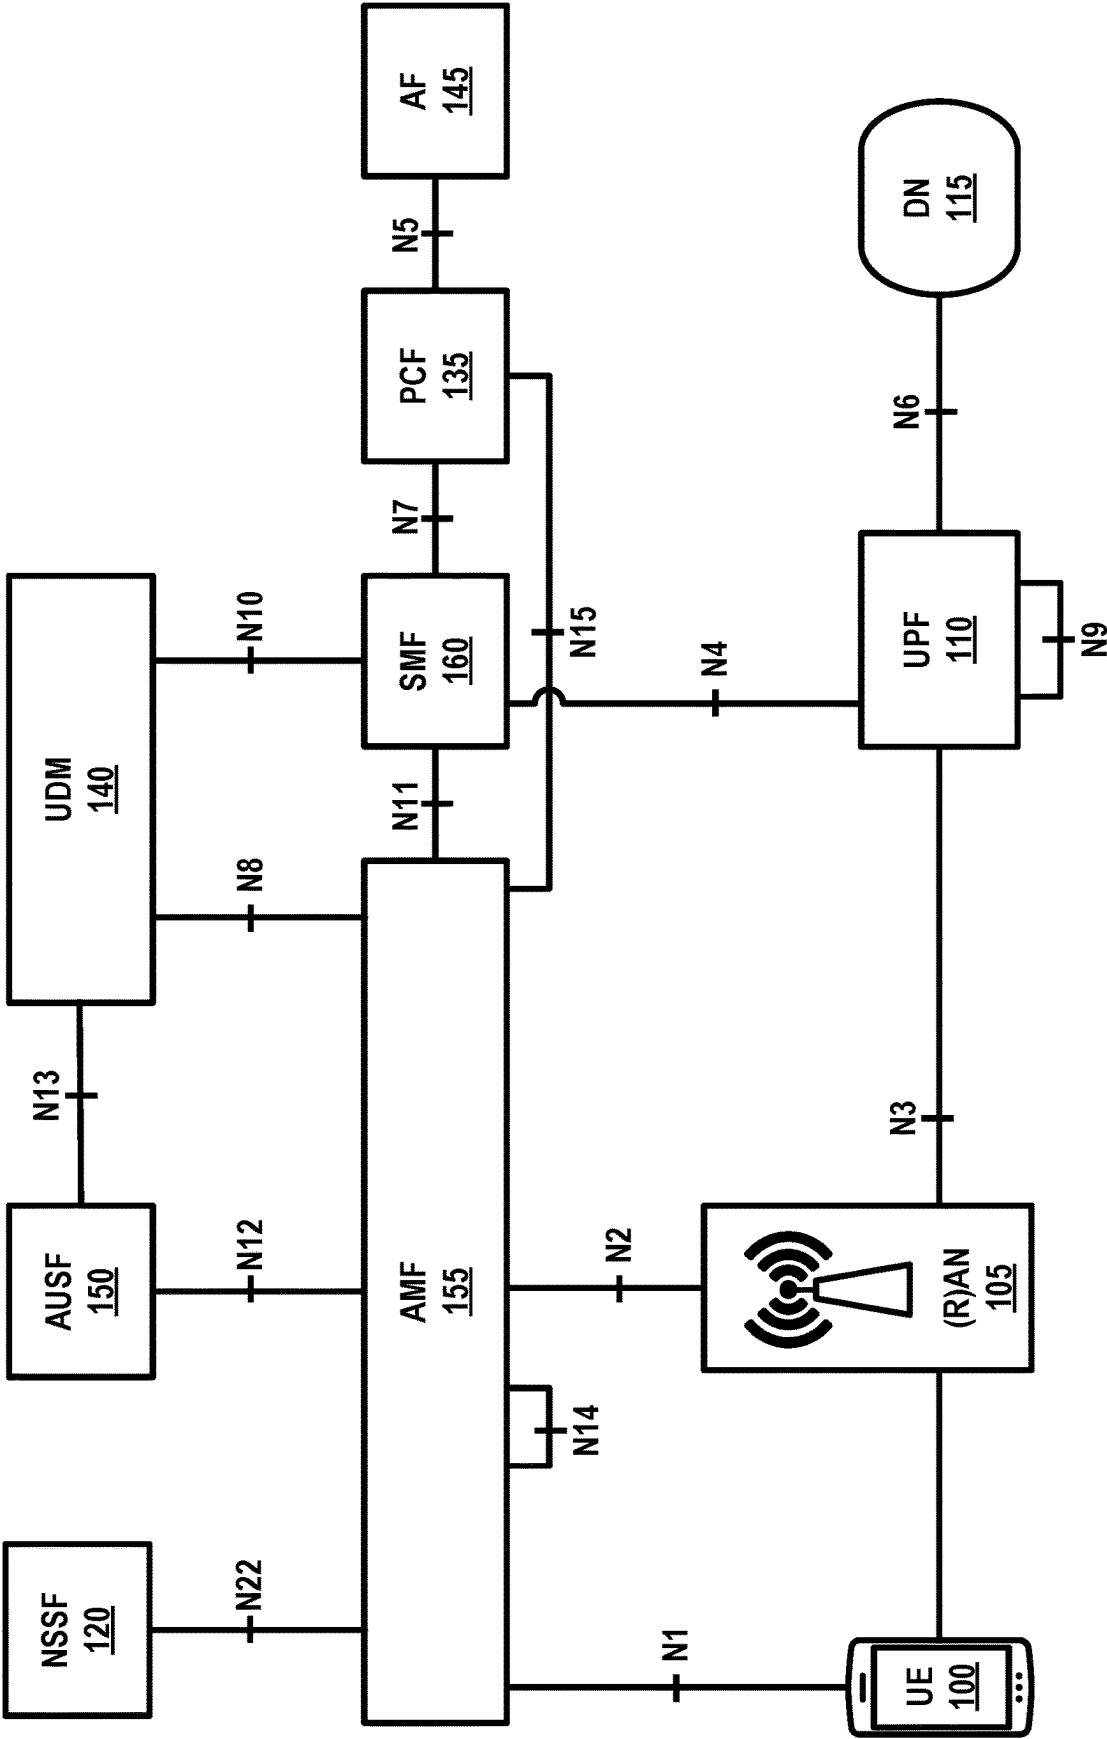 NSSF
120
AUSF
150
UDM
140
N13
N22
N12
N8
N10
AMF
155
N11
SMF
160
N7
PCF
135
N5
AF
145
N14
N15
N1
N2
N4
UE
100
(R)AN
105
N3
UPF
110
N6
DN
115
N9